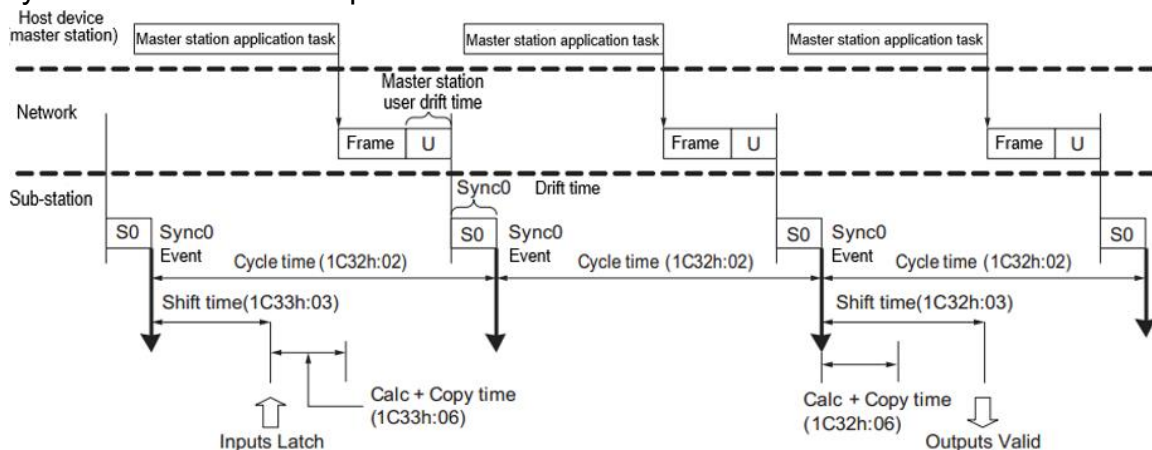 Host device
(master station)
Master station application task
Master station application task
Master station application task
Master station
user drift time
Network
Frame
U
Frame
U
Frame
U
Sub-station
Sync0
Drift time
S0
Sync0
Event
S0
Sync0
Event
S0
Sync0
Event
S0
Cycle time (1C32h:02)
Cycle time (1C32h:02)
Cycle time (1C32h:02)
Shift time(1C33h:03)
Shift time(1C32h:03)
Calc + Copy time
(1C33h:06)
Calc + Copy time
(1C32h:06)
Inputs Latch
Outputs Valid